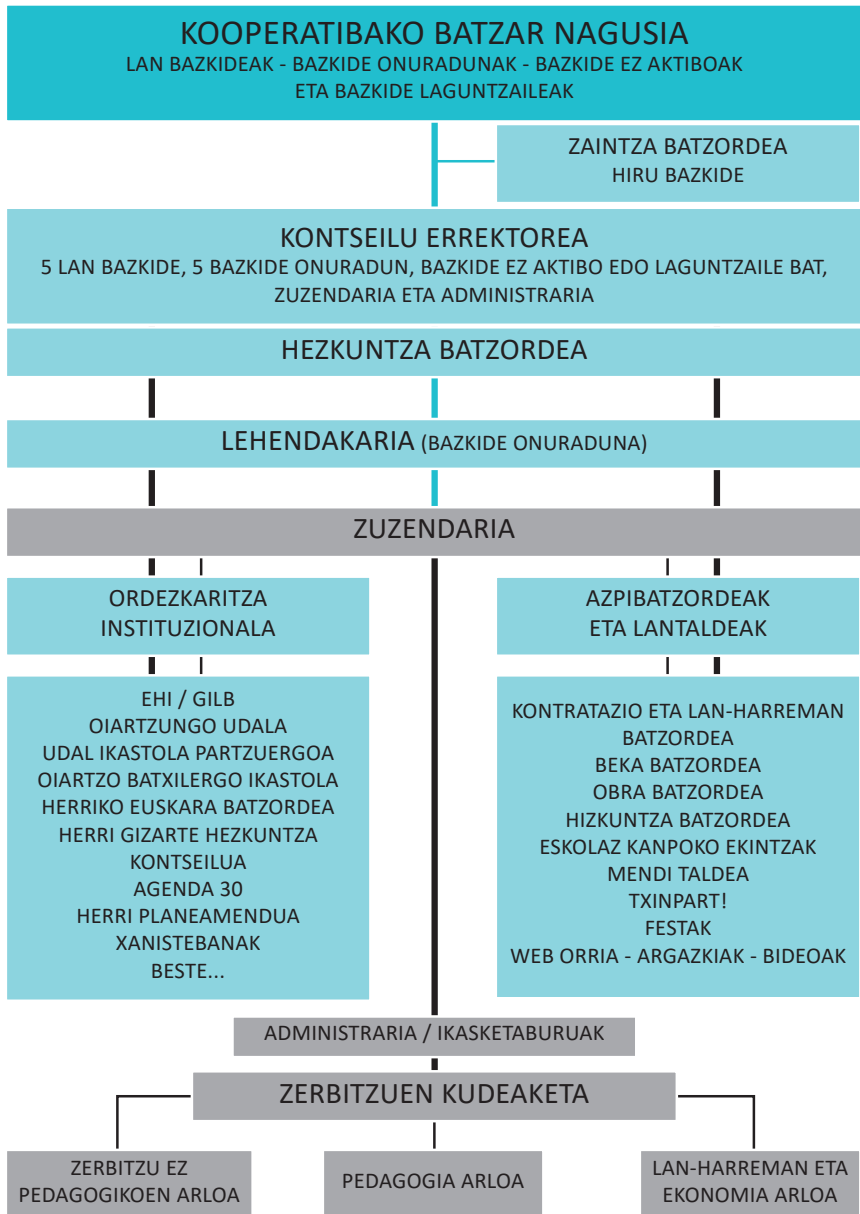 KOOPERATIBAKO BATZAR NAGUSIA
LAN BAZKIDEAK - BAZKIDE ONURADUNAK - BAZKIDE EZ AKTIBOAK
ETA BAZKIDE LAGUNTZAILEAK
ZAINTZA BATZORDEA
HIRU BAZKIDE
KONTSEILU ERREKTOREA
5 LAN BAZKIDE, 5 BAZKIDE ONURADUN, BAZKIDE EZ AKTIBO EDO LAGUNTZAILE BAT,
ZUZENDARIA ETA ADMINISTRARIA
HEZKUNTZA BATZORDEA
LEHENDAKARIA (BAZKIDE ONURADUNA)
ZUZENDARIA
ORDEZKARITZA
INSTITUZIONALA
EHI / GILB
OIARTZUNGO UDALA
UDAL IKASTOLA PARTZUERGOA
OIARTZO BATXILERGO IKASTOLA
HERRIKO EUSKARA BATZORDEA
HERRI GIZARTE HEZKUNTZA
KONTSEILUA
AGENDA 30
HERRI PLANEAMENDUA
XANISTEBANAK
BESTE...
AZPIBATZORDEAK
ETA LANTALDEAK
KONTRATAZIO ETA LAN-HARREMAN
BATZORDEA
BEKA BATZORDEA
OBRA BATZORDEA
HIZKUNTZA BATZORDEA
ESKOLAZ KANPOKO EKINTZAK
MENDI TALDEA
TXINPART!
FESTAK
WEB ORRIA - ARGAZKIAK - BIDEOAK
ADMINISTRARIA / IKASKETABURUAK
ZERBITZUEN KUDEAKETA
ZERBITZU EZ
PEDAGOGIKOEN ARLOA
PEDAGOGIA ARLOA
LAN-HARREMAN ETA
EKONOMIA ARLOA